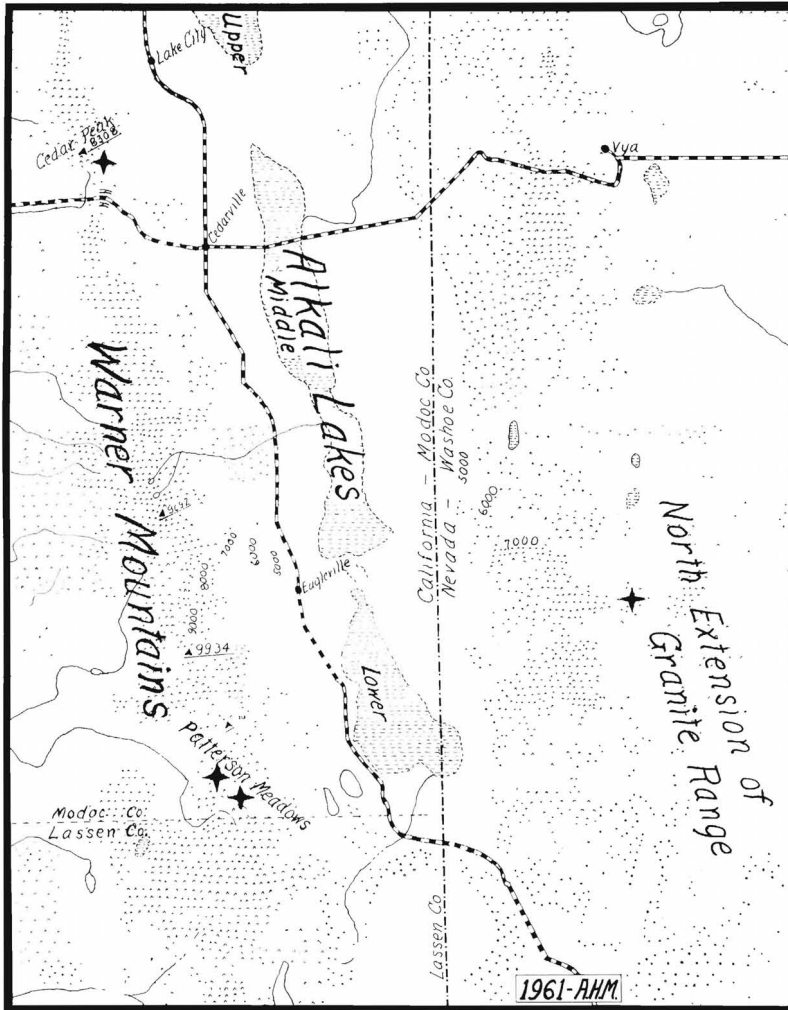 Upper
Lake City
Cedar Peak
8308
Vya
Cedarville
Alkali Lakes
Middle
Warner Mountains
California - Modoc Co.
Nevada - Washoe Co.
5000
6000
7000
North Extension of
Granite Range
5000
6000
7000
8000
9000
Eagleville
9934
Lower
Patterson Meadows
Modoc Co.
Lassen Co.
Lassen Co.
1961-A.H.M.